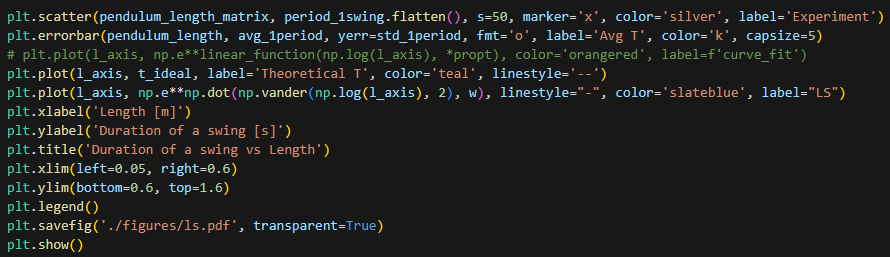 plt.scatter(pendulum_length_matrix, period_1swing.flatten(), s=50, marker='x', color='silver', label='Experiment')
plt.errorbar(pendulum_length, avg_1period, yerr=std_1period, fmt='o', label='Avg T', color='k', capsize=5)
# plt.plot(l_axis, np.e**linear_function(np.log(l_axis), *propt), color='orangered', label=f'curve_fit')
plt.plot(l_axis, t_ideal, label='Theoretical T', color='teal', linestyle='--')
plt.plot(l_axis, np.e**np.dot(np.vander(np.log(l_axis), 2), w), linestyle="-", color='slateblue', label="LS")
plt.xlabel('Length [m]')
plt.ylabel('Duration of a swing [s]')
plt.title('Duration of a swing vs Length')
plt.xlim(left=0.05, right=0.6)
plt.ylim(bottom=0.6, top=1.6)
plt.legend()
plt.savefig('./figures/ls.pdf', transparent=True)
plt.show()